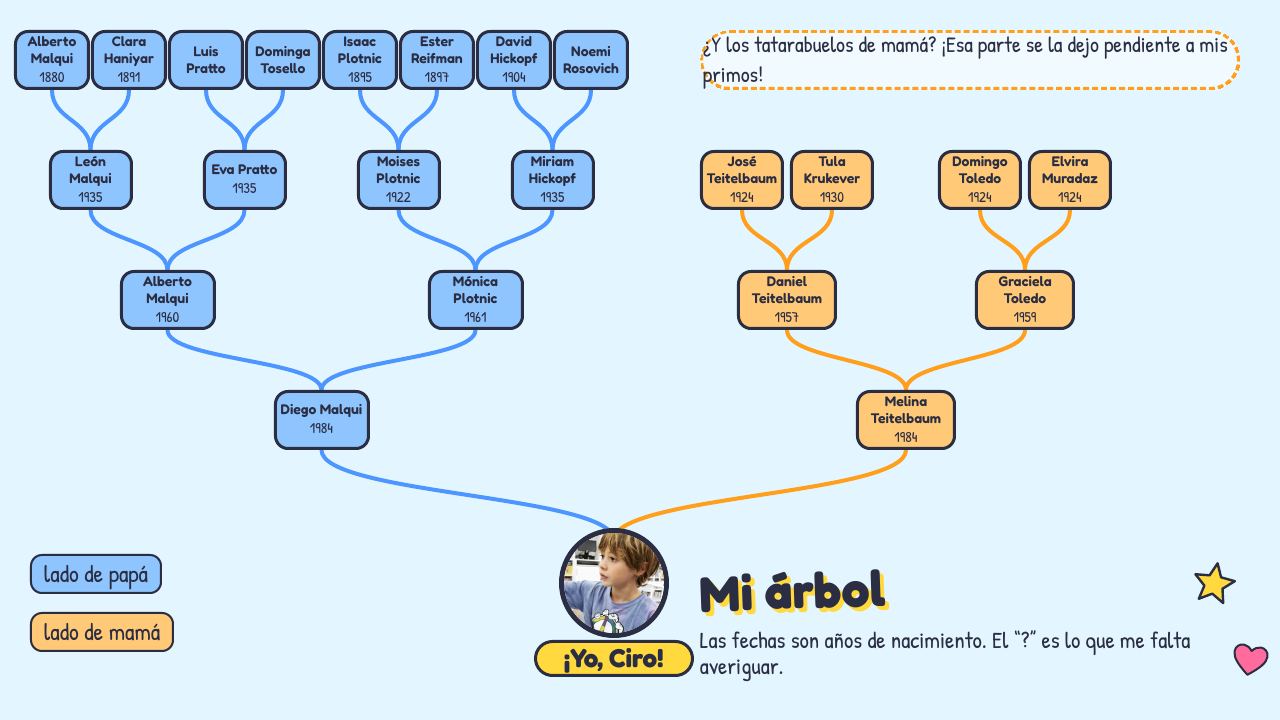 Alberto
Malqui
1880
Clara
Haniyar
1891
Luis
Pratto
Dominga
Tosello
Isaac
Plotnic
1895
Ester
Reifman
1897
David
Hickopf
1904
Noemi
Rosovich
¿Y los tatarabuelos de mamá? ¡Esa parte se la dejo pendiente a mis
primos!
León
Malqui
1935
Eva Pratto
1935
Moises
Plotnic
1922
Miriam
Hickopf
1935
José
Teitelbaum
1924
Tula
Krukever
1930
Domingo
Toledo
1924
Elvira
Muradaz
1924
Alberto
Malqui
1960
Mónica
Plotnic
1961
Daniel
Teitelbaum
1957
Graciela
Toledo
1959
Diego Malqui
1984
Melina
Teitelbaum
1984
lado de papá
lado de mamá
¡Yo, Ciro!
Mi árbol
Las fechas son años de nacimiento. El “?” es lo que me falta
averiguar.